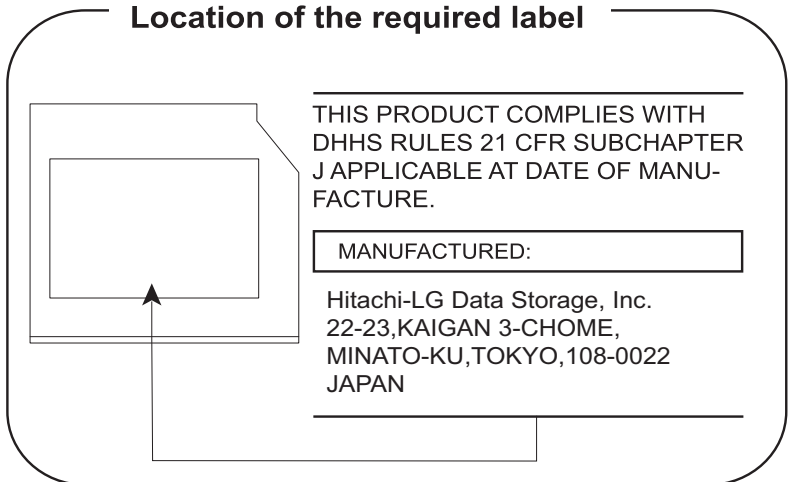 Location of the required label
THIS PRODUCT COMPLIES WITH
DHHS RULES 21 CFR SUBCHAPTER
J APPLICABLE AT DATE OF MANU-
FACTURE.
MANUFACTURED:
Hitachi-LG Data Storage, Inc.
22-23,KAIGAN 3-CHOME,
MINATO-KU,TOKYO,108-0022
JAPAN